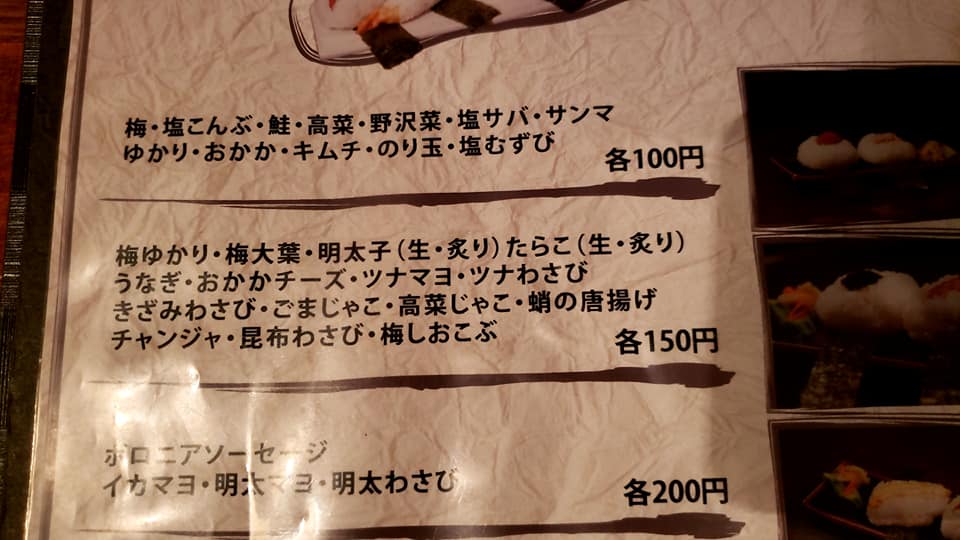 梅・塩こんぶ・鮭・高菜・野沢菜・塩サバ・サンマ
ゆかり・おかか・キムチ・のり玉・塩むすび
各100円
梅ゆかり・梅大葉・明太子(生・炙り)たらこ(生・炙り)
うなぎ・おかかチーズ・ツナマヨ・ツナわさび
きざみわさび・ごまじゃこ・高菜じゃこ・蛸の唐揚げ
チャンジャ・昆布わさび・梅しおこぶ
各150円
ボロニアソーセージ
イカマヨ・明太マヨ・明太わさび
各200円